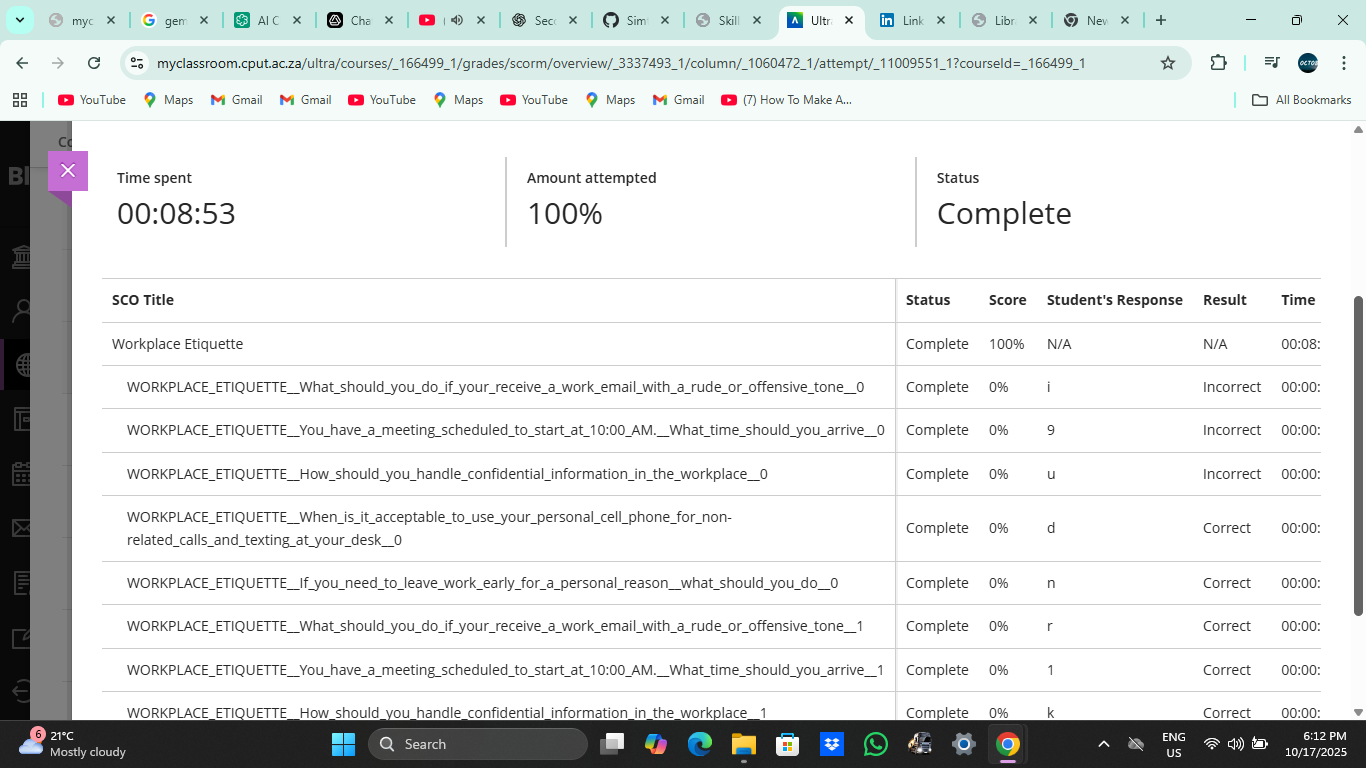 myc
gem
AI C
Cha
Seco
Sim
Skill
Ultr
Link
Libr
New
myclassroom.cput.ac.za/ultra/courses/_166499_1/grades/scorm/overview/_3337493_1/column/_1060472_1/attempt/_11009551_1?courseId=_166499_1
YouTube
Maps
Gmail
Gmail
YouTube
Maps
YouTube
Maps
Gmail
(7) How To Make A...
All Bookmarks
Time spent
00:08:53
Amount attempted
100%
Status
Complete
SCO Title Status Score Student's Response Result Time
Workplace Etiquette Complete 100% N/A N/A 00:08:
WORKPLACE_ETIQUETTE__What_should_you_do_if_your_receive_a_work_email_with_a_rude_or_offensive_tone__0 Complete 0% i Incorrect 00:00:
WORKPLACE_ETIQUETTE__You_have_a_meeting_scheduled_to_start_at_10:00_AM.__What_time_should_you_arrive__0 Complete 0% 9 Incorrect 00:00:
WORKPLACE_ETIQUETTE__How_should_you_handle_confidential_information_in_the_workplace__0 Complete 0% u Incorrect 00:00:
WORKPLACE_ETIQUETTE__When_is_it_acceptable_to_use_your_personal_cell_phone_for_non-
related_calls_and_texting_at_your_desk__0 Complete 0% d Correct 00:00:
WORKPLACE_ETIQUETTE__If_you_need_to_leave_work_early_for_a_personal_reason__what_should_you_do__0 Complete 0% n Correct 00:00:
WORKPLACE_ETIQUETTE__What_should_you_do_if_your_receive_a_work_email_with_a_rude_or_offensive_tone__1 Complete 0% r Correct 00:00:
WORKPLACE_ETIQUETTE__You_have_a_meeting_scheduled_to_start_at_10:00_AM.__What_time_should_you_arrive__1 Complete 0% 1 Correct 00:00:
WORKPLACE_ETIQUETTE__How_should_you_handle_confidential_information_in_the_workplace__1 Complete 0% k Correct 00:00:
6
21°C
Mostly cloudy
Search
ENG
US
6:12 PM
10/17/2025